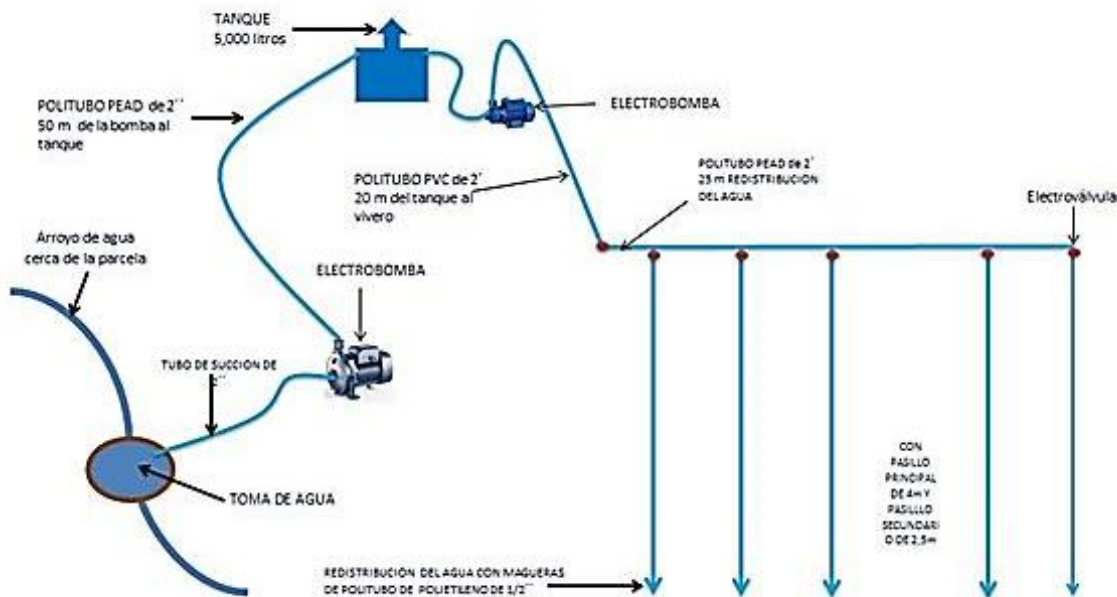 TANQUE
5,000 litros
POLITUBO PEAD de 2´´
50 m de la bomba al
tanque
ELECTROBOMBA
POLITUBO PVC de 2´
20 m del tanque al
vivero
POLITUBO PEAD de 2´
25 m REDISTRIBUCION
DEL AGUA
Electroválvula
Arroyo de agua
cerca de la parcela
ELECTROBOMBA
TUBO DE SUCCION DE
TOMA DE AGUA
CON
PASILLO
PRINCIPAL
DE 4m Y
PASILLLO
SECUNDARI
O DE 2,5m
REDISTRIBUCIÓN DEL AGUA CON MAGUERAS
DE POLITUBO DE POLIETILENO DE 1/2´´